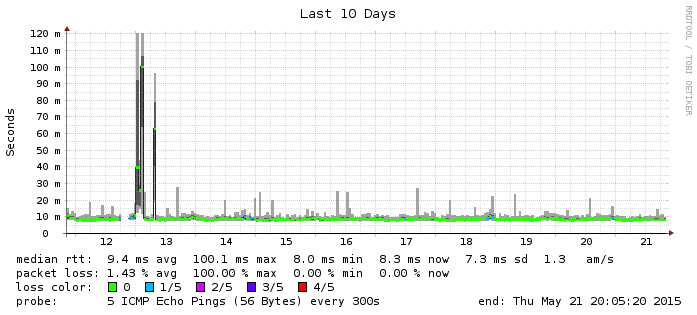 Last 10 Days
RRDTOOL / TOBI OETIKER
Seconds
120 m
110 m
100 m
90 m
80 m
70 m
60 m
50 m
40 m
30 m
20 m
10 m
0
12 13 14 15 16 17 18 19 20 21
median rtt: 9.4 ms avg 100.1 ms max 8.0 ms min 8.3 ms now 7.3 ms sd 1.3 am/s
packet loss: 1.43 % avg 100.00 % max 0.00 % min 0.00 % now
loss color: 0 1/5 2/5 3/5 4/5
probe: 5 ICMP Echo Pings (56 Bytes) every 300s end: Thu May 21 20:05:20 2015